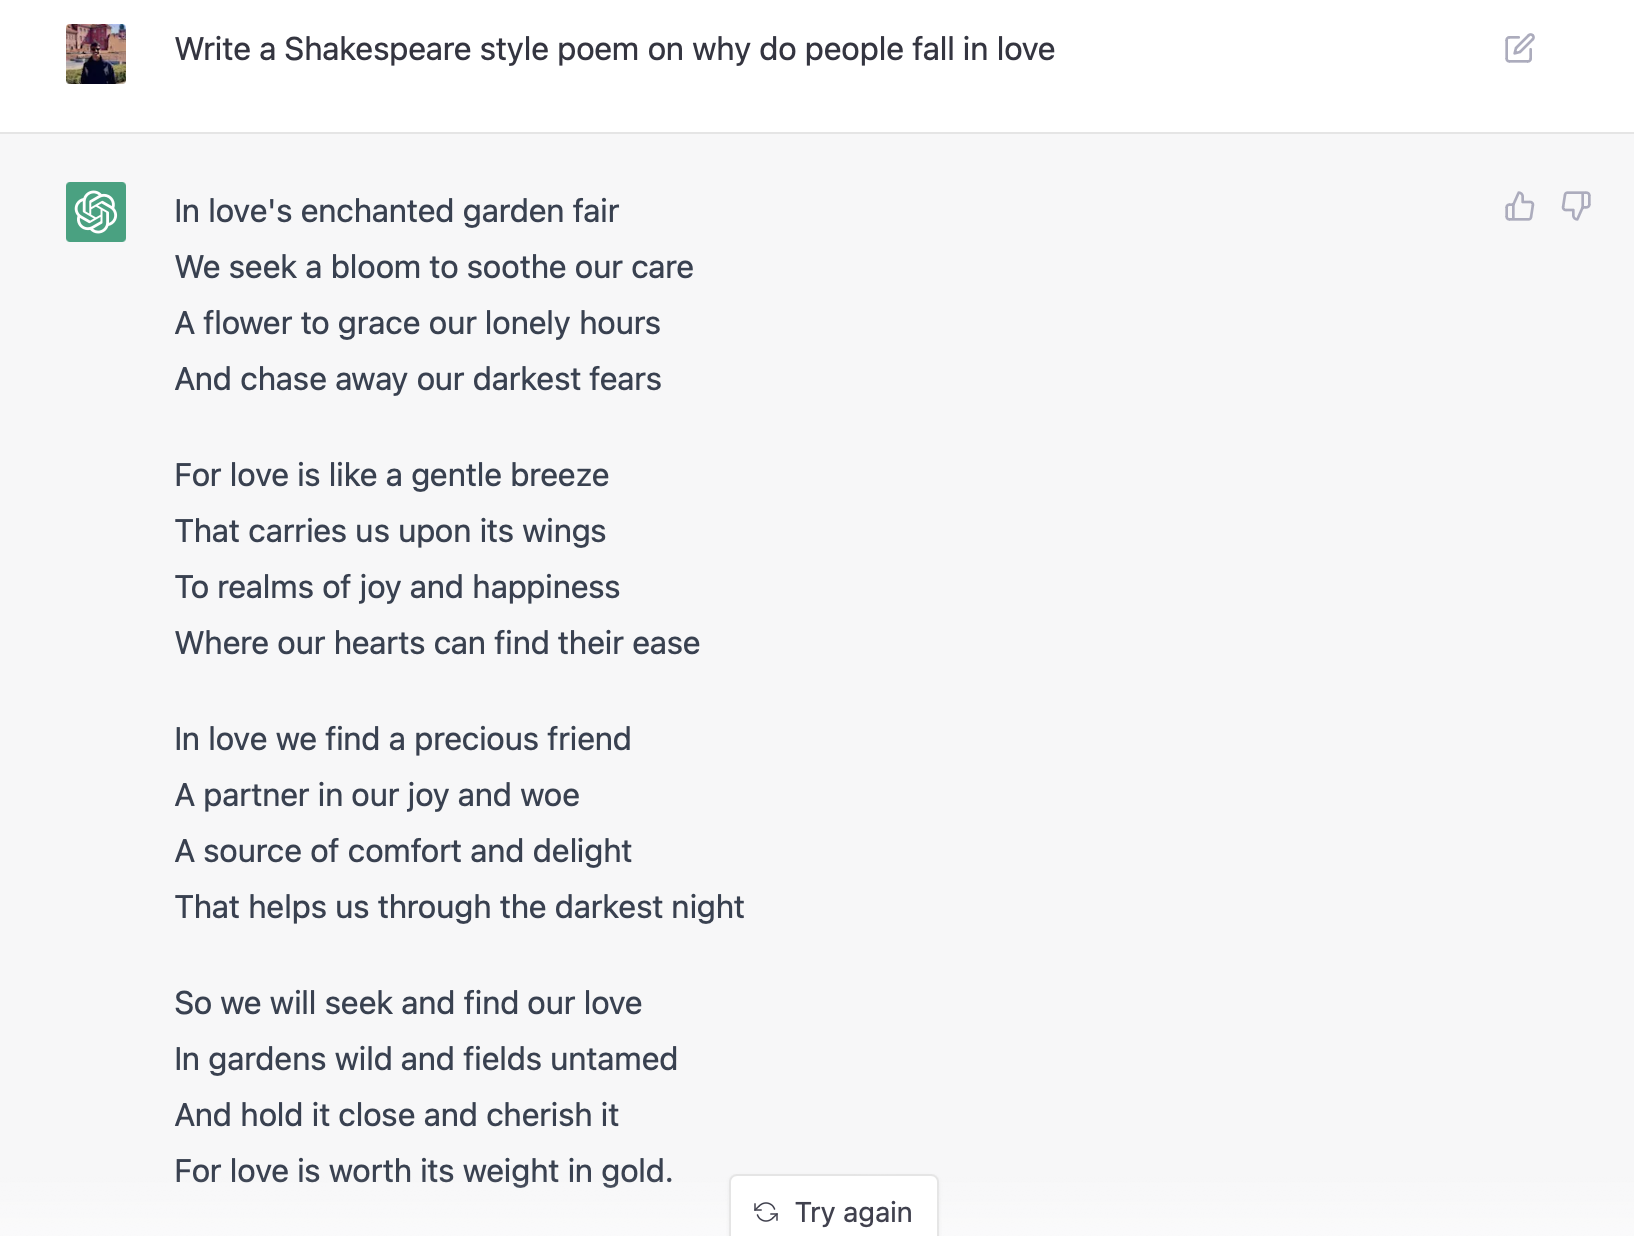 Write a Shakespeare style poem on why do people fall in love
In love's enchanted garden fair
We seek a bloom to soothe our care
A flower to grace our lonely hours
And chase away our darkest fears
For love is like a gentle breeze
That carries us upon its wings
To realms of joy and happiness
Where our hearts can find their ease
In love we find a precious friend
A partner in our joy and woe
A source of comfort and delight
That helps us through the darkest night
So we will seek and find our love
In gardens wild and fields untamed
And hold it close and cherish it
For love is worth its weight in gold.
Try again